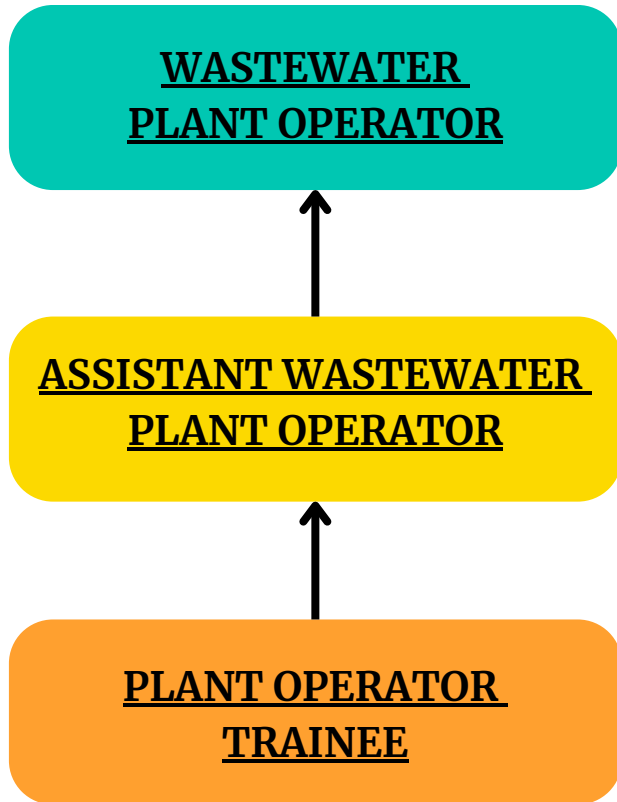 WASTEWATER
PLANT OPERATOR
ASSISTANT WASTEWATER
PLANT OPERATOR
PLANT OPERATOR
TRAINEE